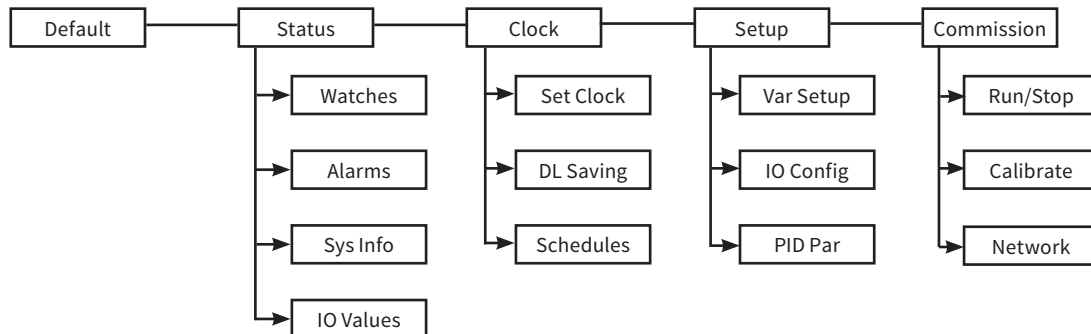 Default
Status
Clock
Setup
Commission
Watches
Alarms
Sys Info
IO Values
Set Clock
DL Saving
Schedules
Var Setup
IO Config
PID Par
Run/Stop
Calibrate
Network